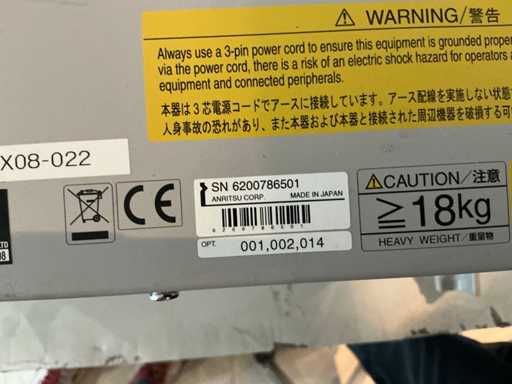 ⚠ WARNING/警告
Always use a 3-pin power cord to ensure this equipment is grounded
via the power cord, there is a risk of an electric shock hazard for operators
equipment and connected peripherals.
本器は3芯電源コードでアースに接続しています。アース配線を実施しない状態
人身事故の恐れがあり、また本器および本器と接続された周辺機器を破損する可
X08-022
SN 6200786501
ANRITSU CORP. MADE IN JAPAN
6200786501
OPT. 001,002,014
⚠CAUTION/注意
≧18kg
HEAVY WEIGHT/重量物
CE